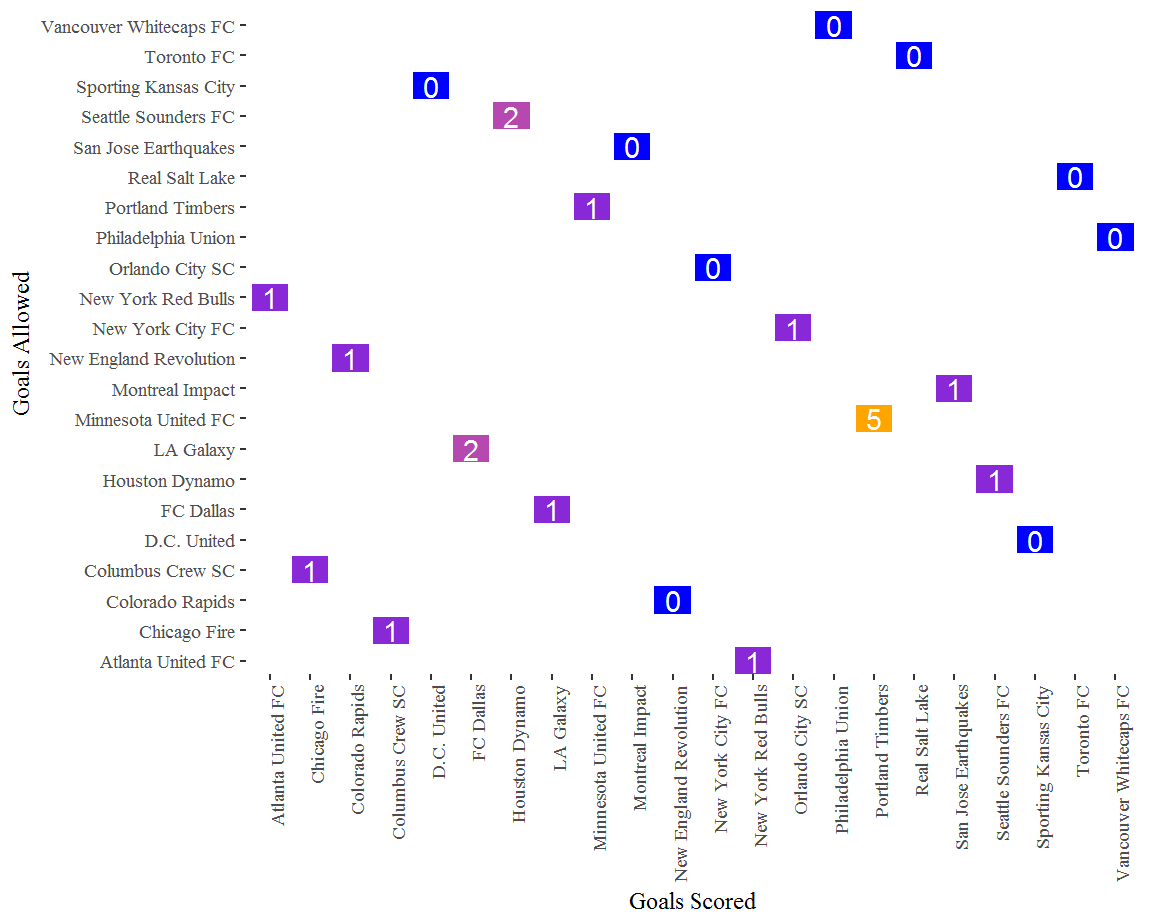 Vancouver Whitecaps FC 0
Toronto FC 0
Sporting Kansas City 0
Seattle Sounders FC 2
San Jose Earthquakes 0
Real Salt Lake 0
Portland Timbers 1
Philadelphia Union 0
Orlando City SC 0
New York Red Bulls 1
New York City FC 1
New England Revolution 1
Montreal Impact 1
Minnesota United FC 5
LA Galaxy 2
Houston Dynamo 1
FC Dallas 1
D.C. United 0
Columbus Crew SC 1
Colorado Rapids 0
Chicago Fire 1
Atlanta United FC 1
Goals Allowed
Atlanta United FC
Chicago Fire
Colorado Rapids
Columbus Crew SC
D.C. United
FC Dallas
Houston Dynamo
LA Galaxy
Minnesota United FC
Montreal Impact
New England Revolution
New York City FC
New York Red Bulls
Orlando City SC
Philadelphia Union
Portland Timbers
Real Salt Lake
San Jose Earthquakes
Seattle Sounders FC
Sporting Kansas City
Toronto FC
Vancouver Whitecaps FC
Goals Scored